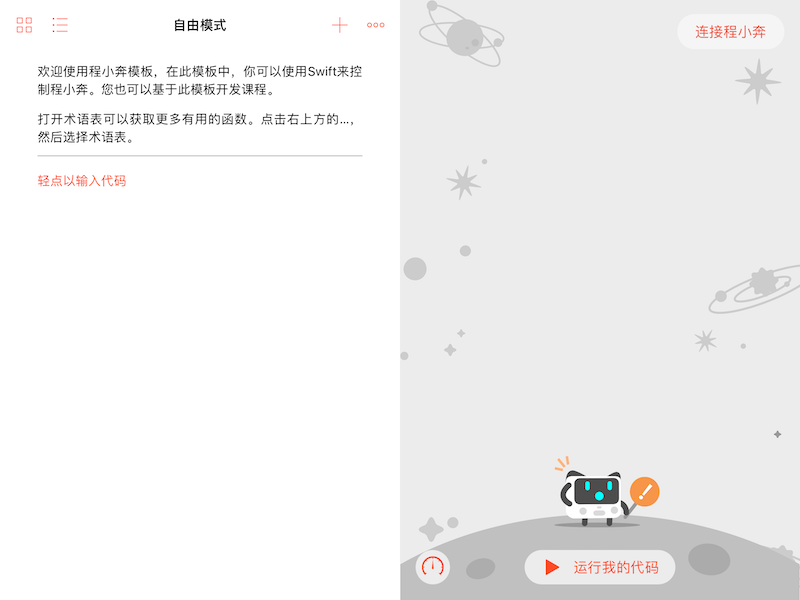 自由模式
欢迎使用程小奔模板，在此模板中，你可以使用Swift来控
制程小奔。您也可以基于此模板开发课程。
打开术语表可以获取更多有用的函数。点击右上方的...，
然后选择术语表。
轻点以输入代码
连接程小奔
运行我的代码